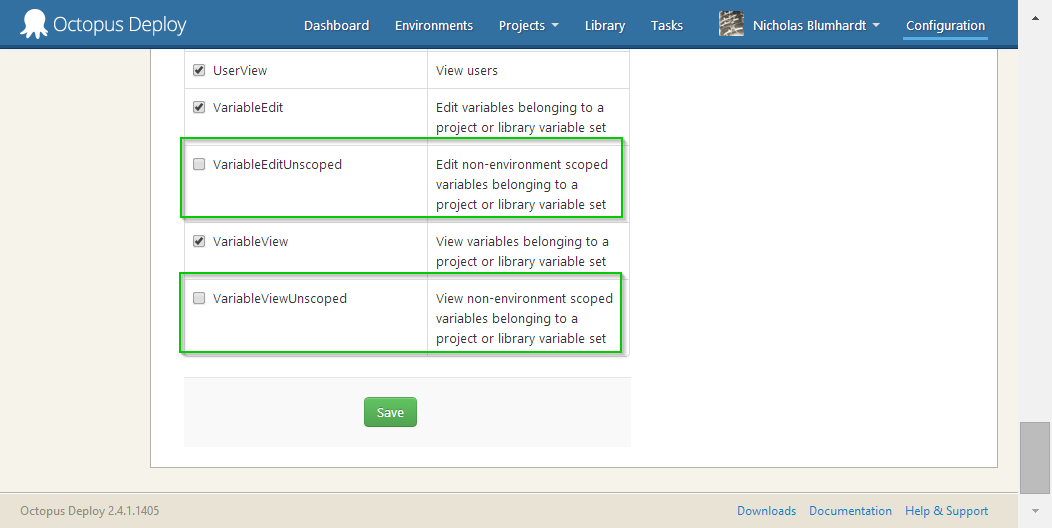 Octopus Deploy
Dashboard Environments Projects Library Tasks Nicholas Blumhardt Configuration
UserView View users
VariableEdit Edit variables belonging to a
project or library variable set
VariableEditUnscoped Edit non-environment scoped
variables belonging to a
project or library variable set
VariableView View variables belonging to a
project or library variable set
VariableViewUnscoped View non-environment scoped
variables belonging to a
project or library variable set
Save
Octopus Deploy 2.4.1.1405 Downloads Documentation Help & Support